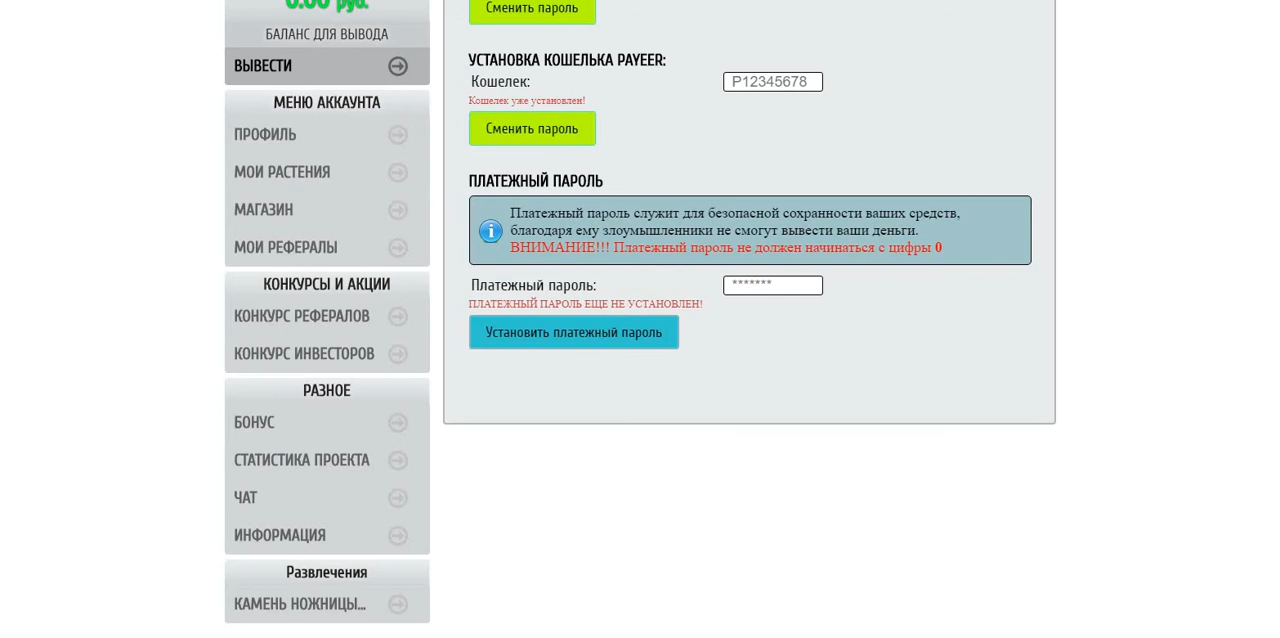 0.00 руб.
БАЛАНС ДЛЯ ВЫВОДА
ВЫВЕСТИ
МЕНЮ АККАУНТА
ПРОФИЛЬ
МОИ РАСТЕНИЯ
МАГАЗИН
МОИ РЕФЕРАЛЫ
КОНКУРСЫ И АКЦИИ
КОНКУРС РЕФЕРАЛОВ
КОНКУРС ИНВЕСТОРОВ
РАЗНОЕ
БОНУС
СТАТИСТИКА ПРОЕКТА
ЧАТ
ИНФОРМАЦИЯ
Развлечения
КАМЕНЬ НОЖНИЦЫ...
Сменить пароль
УСТАНОВКА КОШЕЛЬКА PAYEER:
Кошелек: P12345678
Кошелек уже установлен!
Сменить пароль
ПЛАТЕЖНЫЙ ПАРОЛЬ
Платежный пароль служит для безопасной сохранности ваших средств,
благодаря ему злоумышленники не смогут вывести ваши деньги.
ВНИМАНИЕ!!! Платежный пароль не должен начинаться с цифры 0
Платежный пароль: *******
ПЛАТЕЖНЫЙ ПАРОЛЬ ЕЩЕ НЕ УСТАНОВЛЕН!
Установить платежный пароль